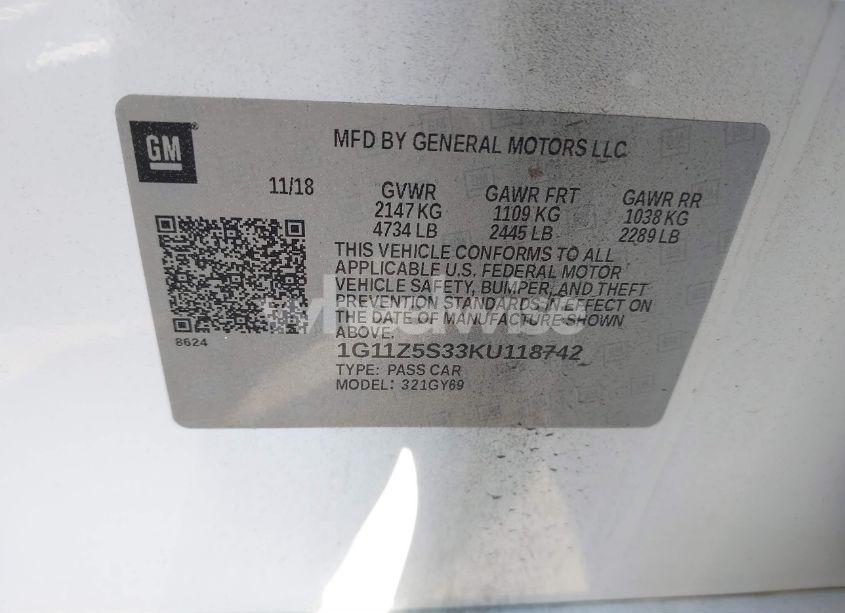 GM
MFD BY GENERAL MOTORS LLC
11/18 GVWR GAWR FRT GAWR RR
2147 KG 1109 KG 1038 KG
4734 LB 2445 LB 2289 LB
THIS VEHICLE CONFORMS TO ALL
APPLICABLE U.S. FEDERAL MOTOR
VEHICLE SAFETY, BUMPER, AND THEFT
PREVENTION STANDARDS IN EFFECT ON
THE DATE OF MANUFACTURE SHOWN
ABOVE.
8624
1G11Z5S33KU118742
TYPE: PASS CAR
MODEL: 321GY69